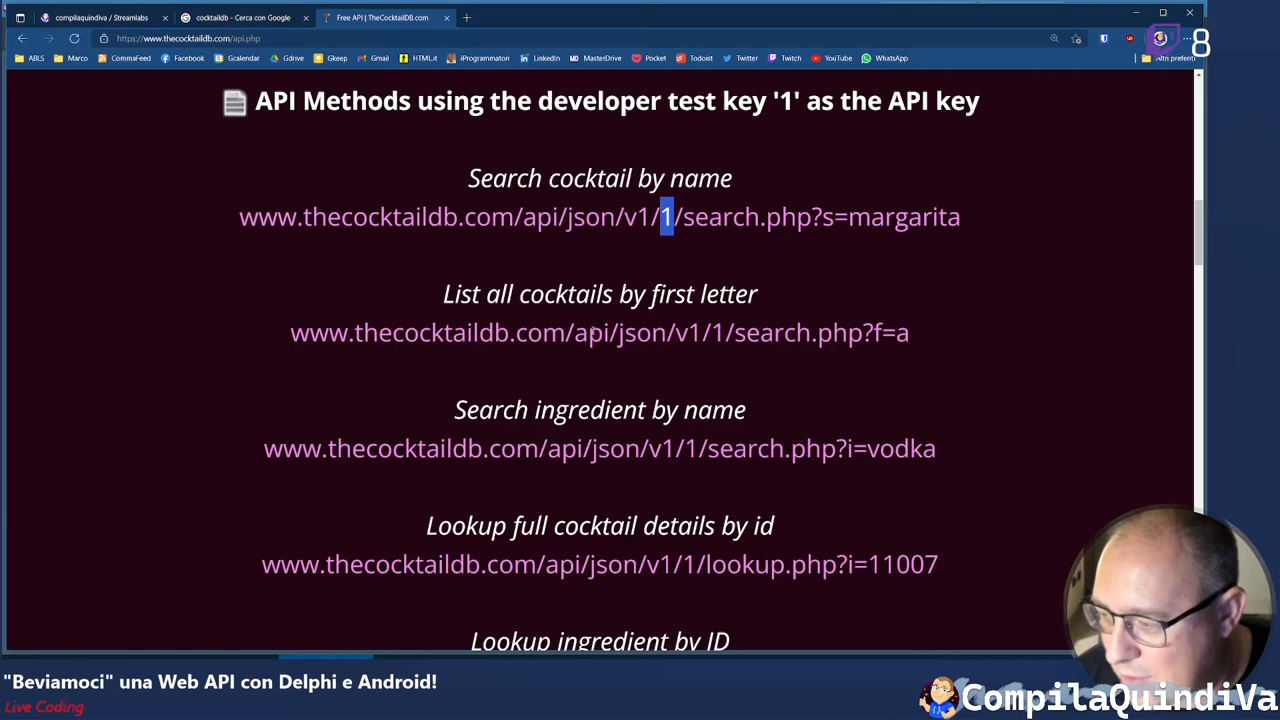 compilaquindiva / Streamlabs
cocktaildb - Cerca con Google
Free API | TheCocktailDB.com
https://www.thecocktaildb.com/api.php
8
ABLS
Marco
CommaFeed
Facebook
Gcalendar
Gdrive
Gkeep
Gmail
HTML.it
iProgrammatori
LinkedIn
MasterDrive
Pocket
Todoist
Twitter
Twitch
YouTube
WhatsApp
Altri preferiti
API Methods using the developer test key '1' as the API key
Search cocktail by name
www.thecocktaildb.com/api/json/v1/1/search.php?s=margarita
List all cocktails by first letter
www.thecocktaildb.com/api/json/v1/1/search.php?f=a
Search ingredient by name
www.thecocktaildb.com/api/json/v1/1/search.php?i=vodka
Lookup full cocktail details by id
www.thecocktaildb.com/api/json/v1/1/lookup.php?i=11007
Lookup ingredient by ID
"Beviamoci" una Web API con Delphi e Android!
Live Coding
CompilaQuindiVa